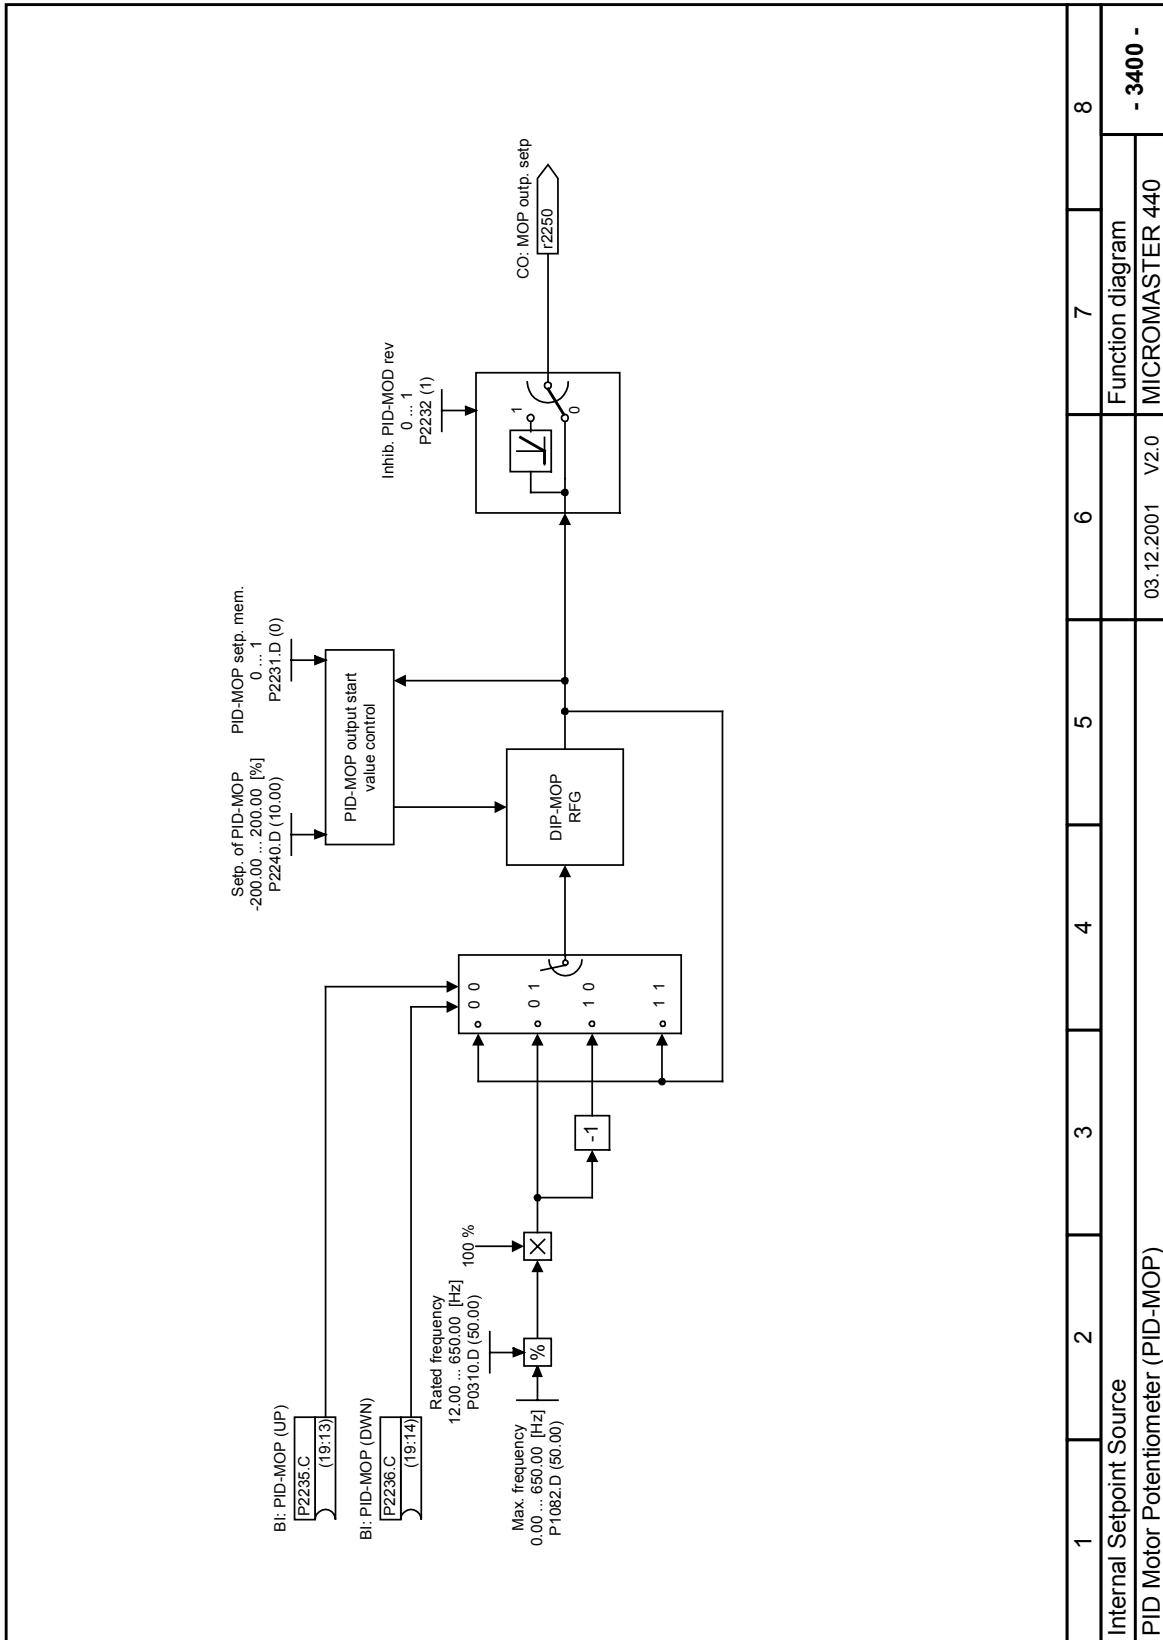 BI: PID-MOP (UP)
P2235.C
(19:13)
BI: PID-MOP (DWN)
P2236.C
(19:14)
Max. frequency
0.00 ... 650.00 [Hz]
P1082.D (50.00)
Rated frequency
12.00 ... 650.00 [Hz]
P0310.D (50.00)
%
100 %
-1
0 0
0 1
1 0
1 1
Setp. of PID-MOP
-200.00 ... 200.00 [%]
P2240.D (10.00)
PID-MOP setp. mem.
0 ... 1
P2231.D (0)
PID-MOP output start
value control
DIP-MOP
RFG
Inhib. PID-MOD rev
0 ... 1
P2232 (1)
1
0
CO: MOP outp. setp
r2250
1 2 3 4 5 6 7 8
Internal Setpoint Source
Function diagram
- 3400 -
PID Motor Potentiometer (PID-MOP)
03.12.2001 V2.0
MICROMASTER 440